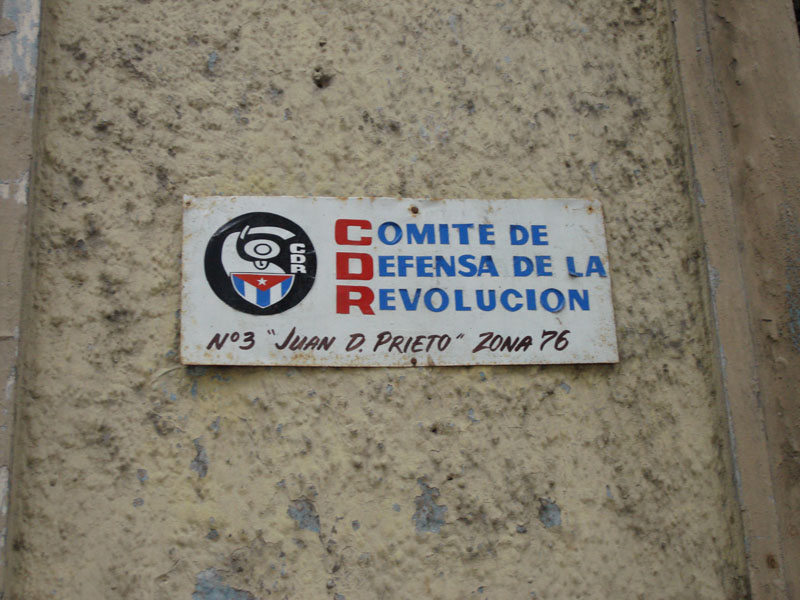 CDR
COMITE DE
DEFENSA DE LA
REVOLUCION
Nº3 "JUAN D. PRIETO" ZONA 76